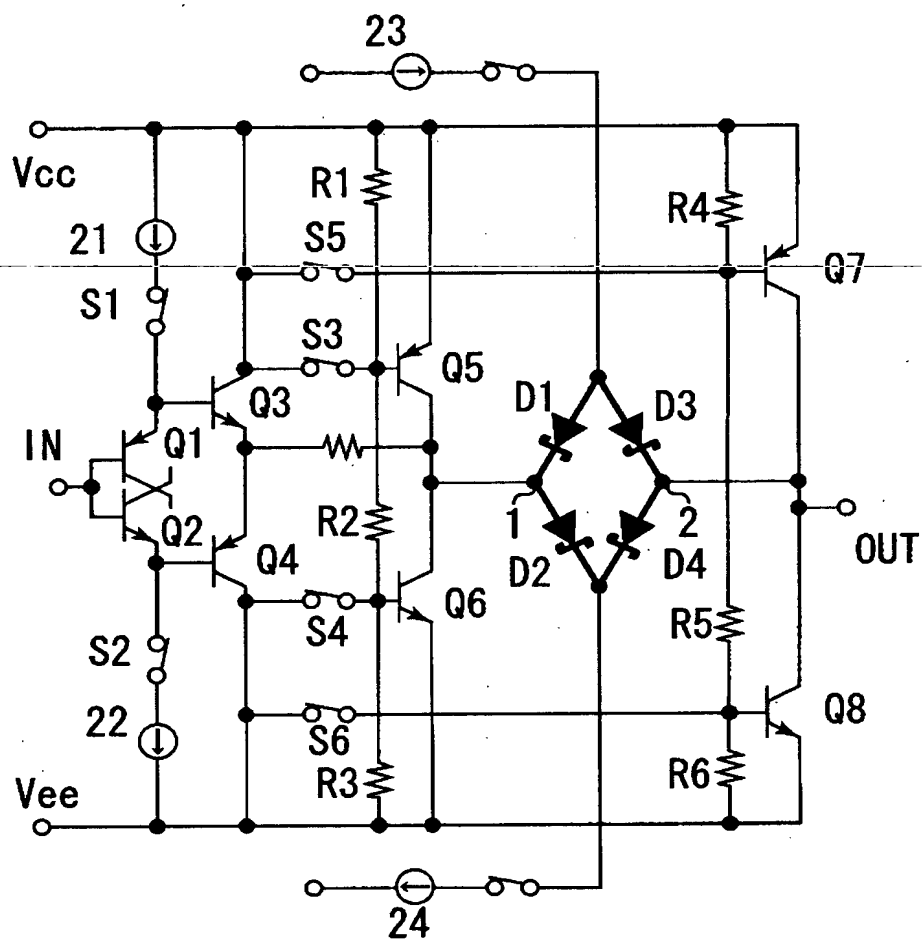 23
Vcc
R1
R4
21
S5
Q7
S1
S3
Q5
Q3
D1
D3
IN
Q1
R2
1
2
Q2
Q4
D2
D4
OUT
S4
Q6
R5
S2
Q8
22
S6
R3
R6
Vee
24